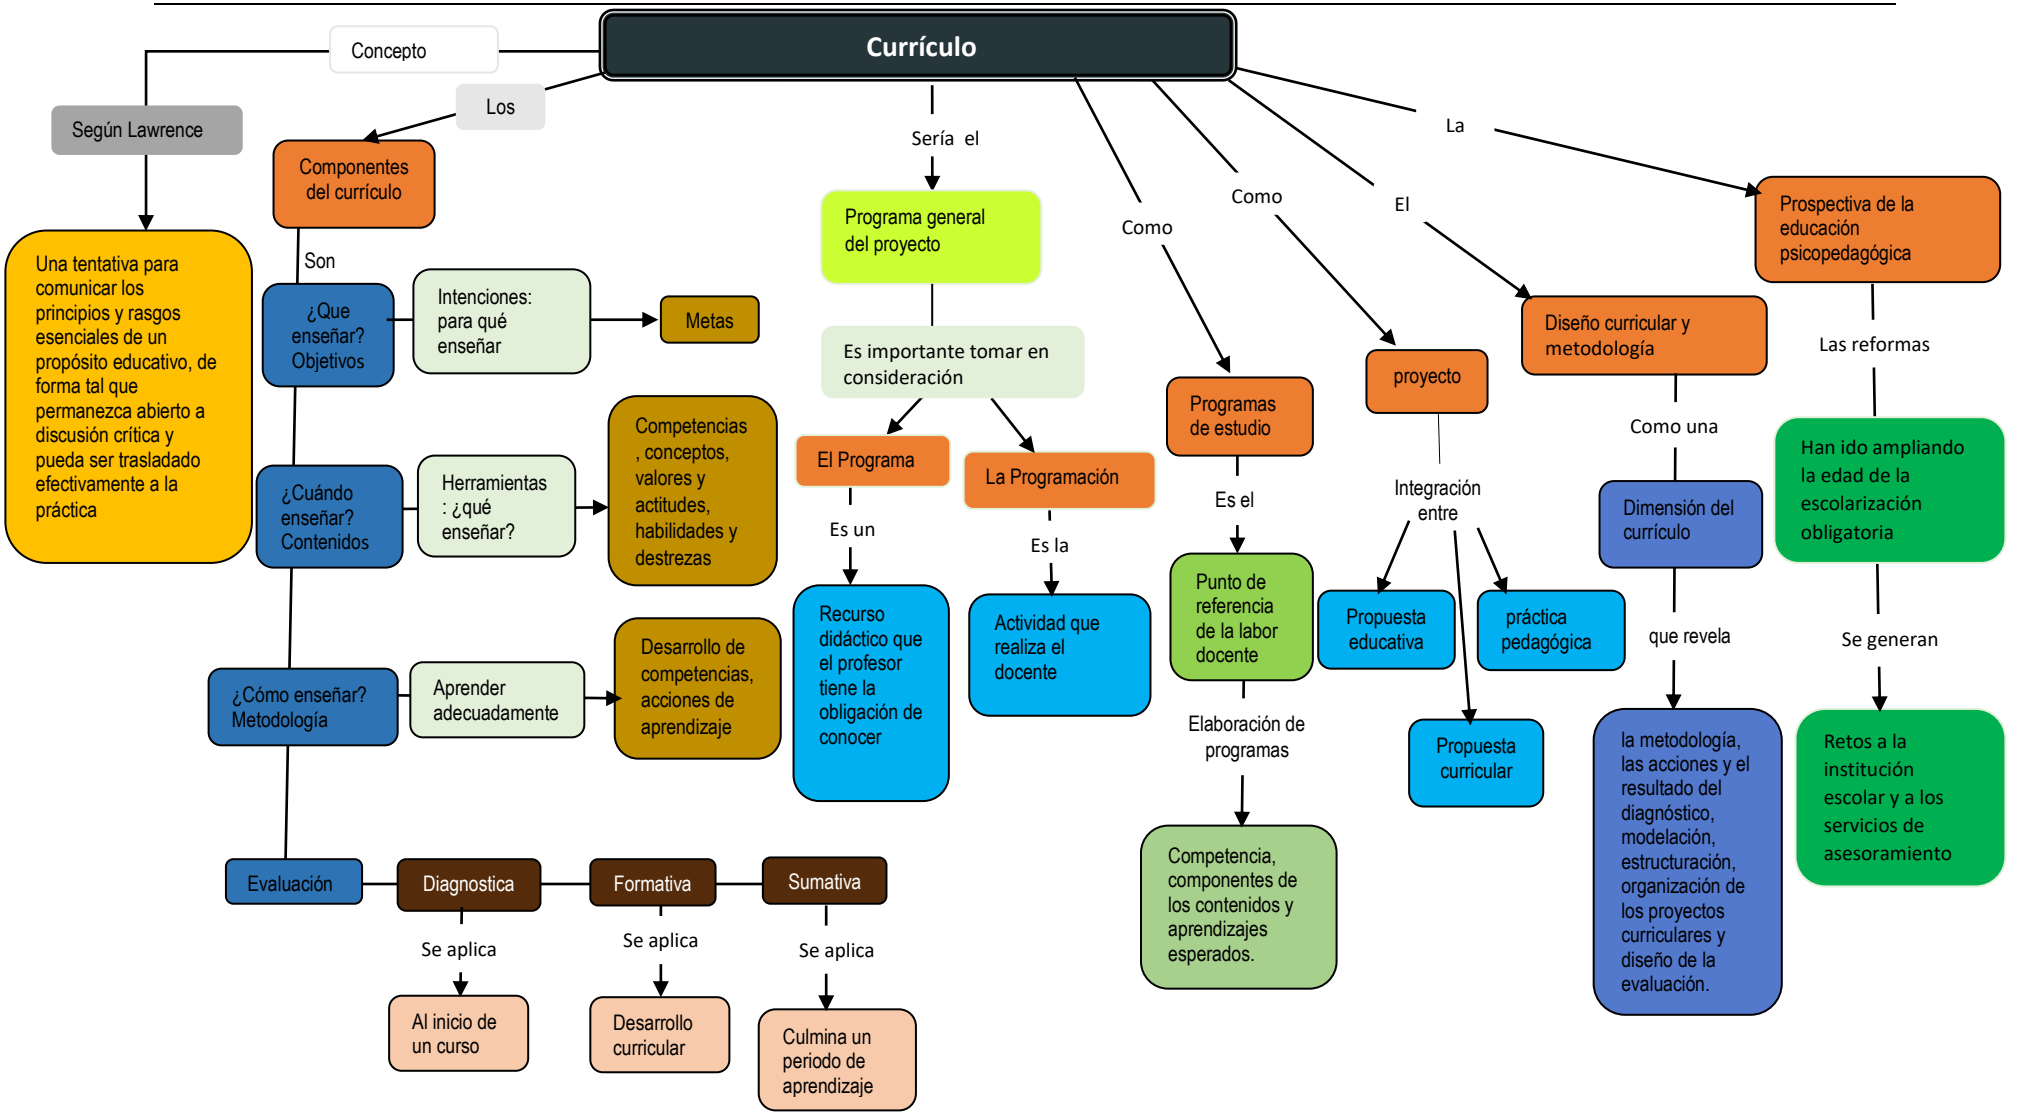 Currículo
Concepto
Según Lawrence
Una tentativa para
comunicar los
principios y rasgos
esenciales de un
propósito educativo, de
forma tal que
permanezca abierto a
discusión crítica y
pueda ser trasladado
efectivamente a la
práctica
Los
Componentes
del currículo
Son
¿Que
enseñar?
Objetivos
Intenciones:
para qué
enseñar
Metas
¿Cuándo
enseñar?
Contenidos
Herramientas
: ¿qué
enseñar?
Competencias
, conceptos,
valores y
actitudes,
habilidades y
destrezas
¿Cómo enseñar?
Metodología
Aprender
adecuadamente
Desarrollo de
competencias,
acciones de
aprendizaje
Evaluación
Diagnostica
Formativa
Sumativa
Se aplica
Se aplica
Se aplica
Al inicio de
un curso
Desarrollo
curricular
Culmina un
periodo de
aprendizaje
Sería  el
Programa general
del proyecto
Es importante tomar en
consideración
El Programa
La Programación
Es un
Es la
Recurso
didáctico que
el profesor
tiene la
obligación de
conocer
Actividad que
realiza el
docente
Como
Programas
de estudio
Es el
Punto de
referencia
de la labor
docente
Elaboración de
programas
Competencia,
componentes de
los contenidos y
aprendizajes
esperados.
Como
proyecto
Integración
entre
Propuesta
educativa
práctica
pedagógica
Propuesta
curricular
El
Diseño curricular y
metodología
Como una
Dimensión del
currículo
que revela
la metodología,
las acciones y el
resultado del
diagnóstico,
modelación,
estructuración,
organización de
los proyectos
curriculares y
diseño de la
evaluación.
La
Prospectiva de la
educación
psicopedagógica
Las reformas
Han ido ampliando
la edad de la
escolarización
obligatoria
Se generan
Retos a la
institución
escolar y a los
servicios de
asesoramiento